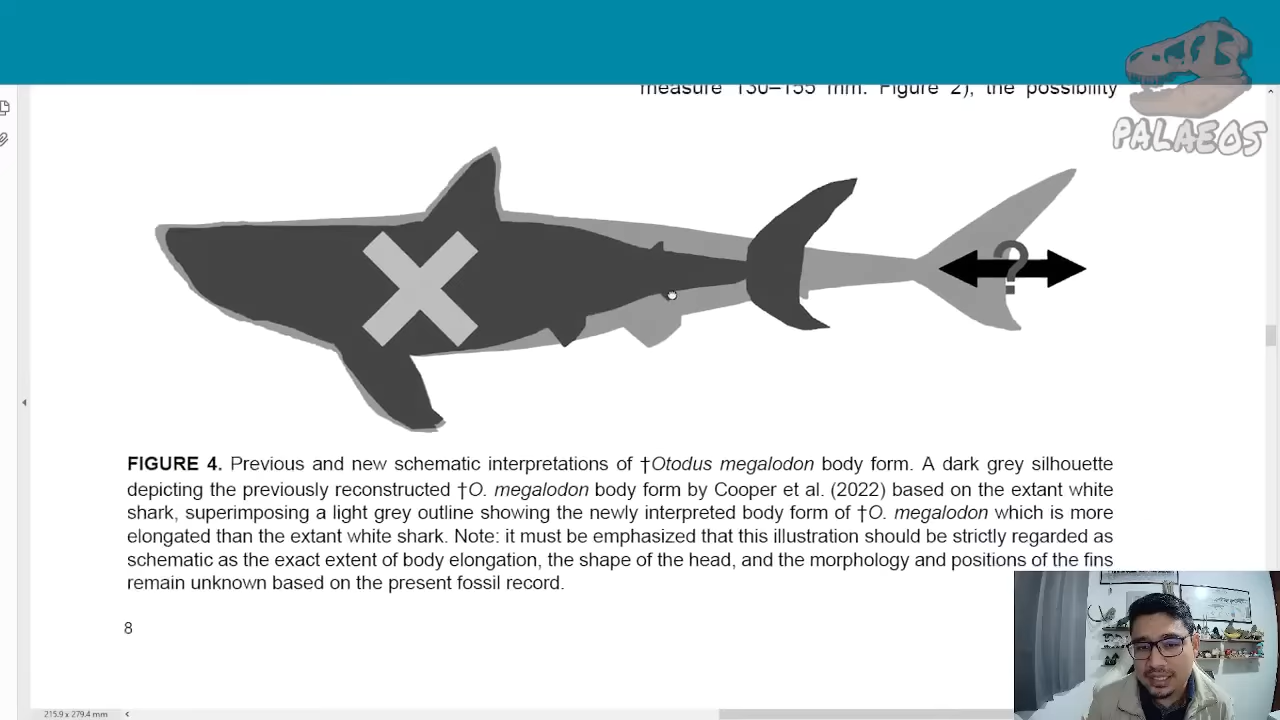 measure 130–155 mm. Figure 2), the possibility
PALAEOS
?
FIGURE 4. Previous and new schematic interpretations of †Otodus megalodon body form. A dark grey silhouette
depicting the previously reconstructed †O. megalodon body form by Cooper et al. (2022) based on the extant white
shark, superimposing a light grey outline showing the newly interpreted body form of †O. megalodon which is more
elongated than the extant white shark. Note: it must be emphasized that this illustration should be strictly regarded as
schematic as the exact extent of body elongation, the shape of the head, and the morphology and positions of the fins
remain unknown based on the present fossil record.
8
215.9 x 279.4 mm